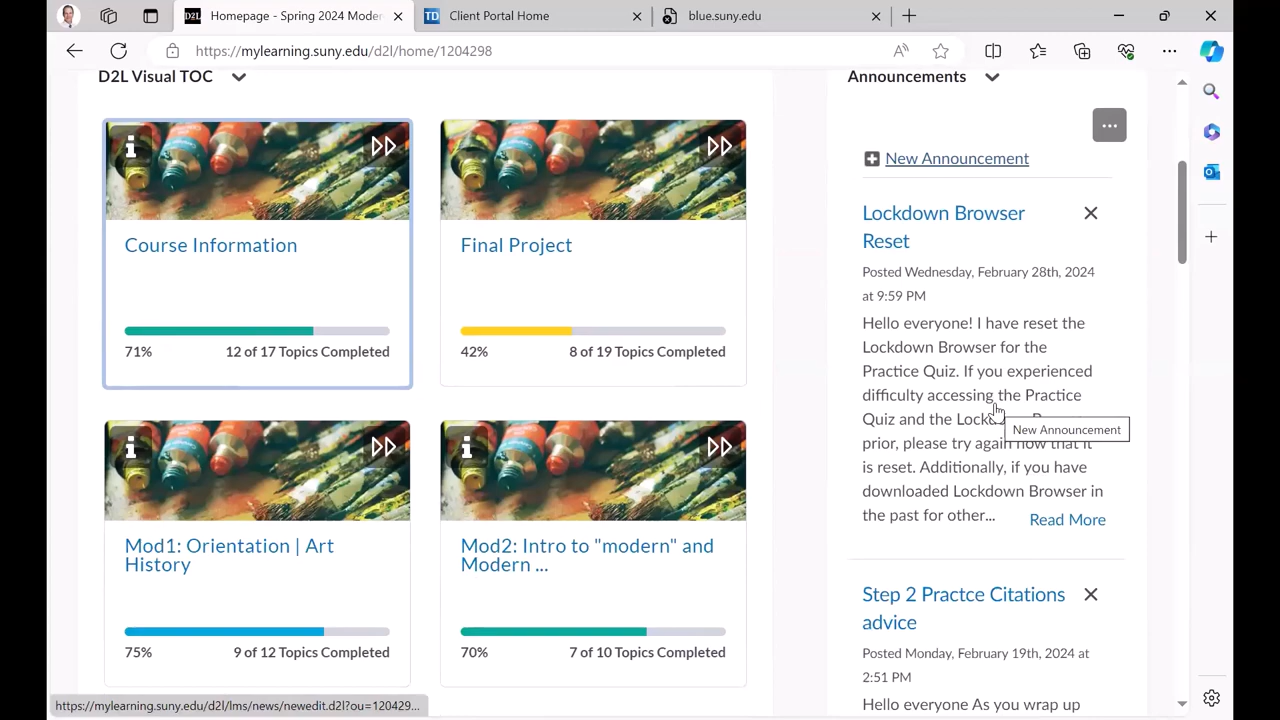 D2L
Homepage - Spring 2024 Moder
TD
Client Portal Home
blue.suny.edu
https://mylearning.suny.edu/d2l/home/1204298
D2L Visual TOC
Announcements
New Announcement
Course Information
71%
12 of 17 Topics Completed
Final Project
42%
8 of 19 Topics Completed
Mod1: Orientation | Art
History
75%
9 of 12 Topics Completed
Mod2: Intro to "modern" and
Modern ...
70%
7 of 10 Topics Completed
Lockdown Browser
Reset
Posted Wednesday, February 28th, 2024
at 9:59 PM
Hello everyone! I have reset the
Lockdown Browser for the
Practice Quiz. If you experienced
difficulty accessing the Practice
Quiz and the
New Announcement
prior, please try again now that it
is reset. Additionally, if you have
downloaded Lockdown Browser in
the past for other...
Read More
Step 2 Practce Citations
advice
Posted Monday, February 19th, 2024 at
2:51 PM
Hello everyone As you wrap up
https://mylearning.suny.edu/d2l/lms/news/newedit.d2l?ou=120429...